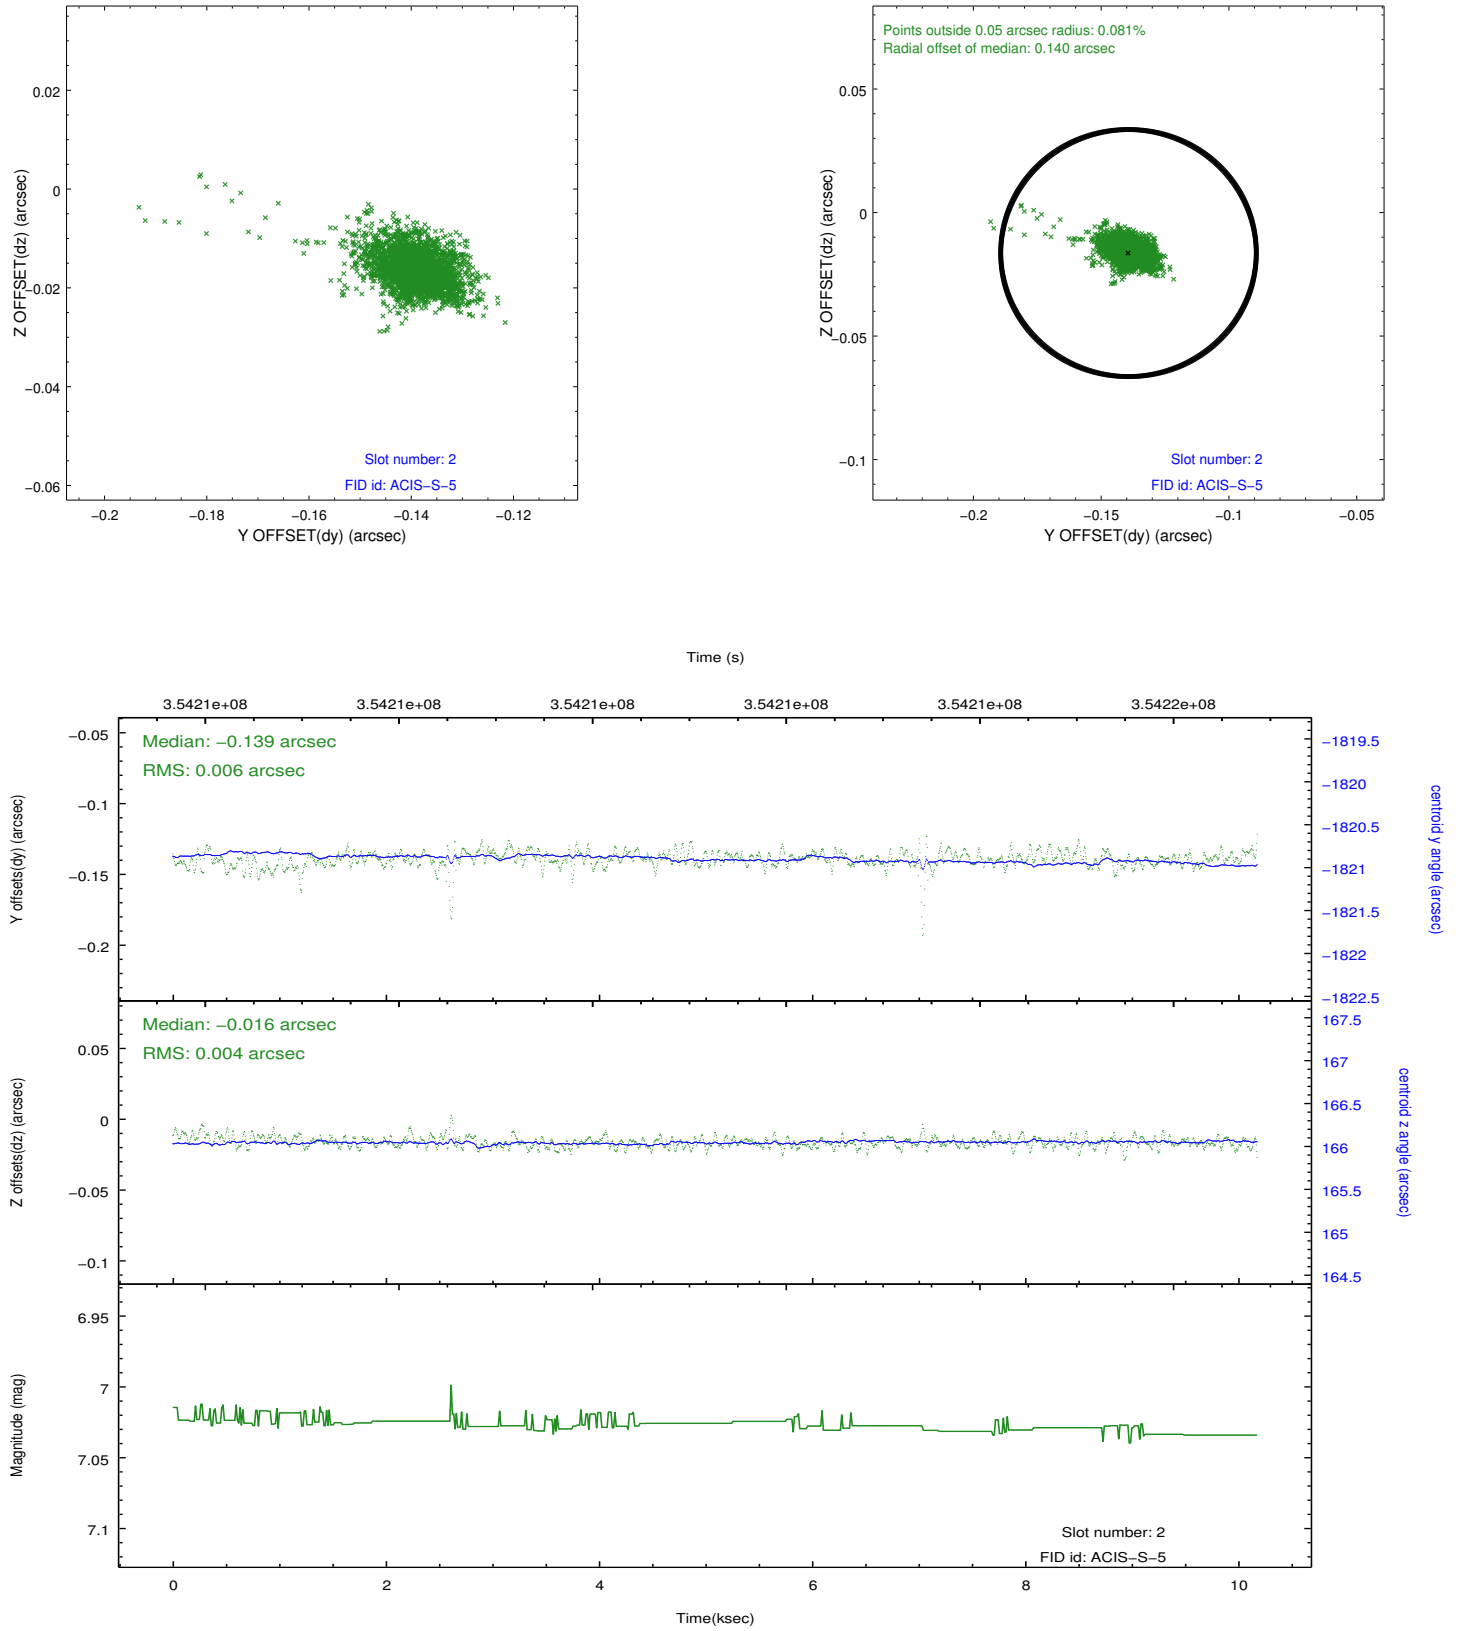 0.02
0
−0.02
−0.04
−0.06
Z OFFSET(dz) (arcsec)
Slot number: 2
FID id: ACIS−S−5
−0.2
−0.18
−0.16
−0.14
−0.12
Y OFFSET(dy) (arcsec)
Points outside 0.05 arcsec radius: 0.081%
Radial offset of median: 0.140 arcsec
0.05
0
−0.05
−0.1
Z OFFSET(dz) (arcsec)
Slot number: 2
FID id: ACIS−S−5
−0.2
−0.15
−0.1
−0.05
Y OFFSET(dy) (arcsec)
Time (s)
3.5421e+08
3.5421e+08
3.5421e+08
3.5421e+08
3.5421e+08
3.5422e+08
Median: −0.139 arcsec
RMS: 0.006 arcsec
−0.05
−0.1
−0.15
−0.2
Y offsets(dy) (arcsec)
−1819.5
−1820
−1820.5
−1821
−1821.5
−1822
−1822.5
centroid y angle (arcsec)
Median: −0.016 arcsec
RMS: 0.004 arcsec
0.05
0
−0.05
−0.1
Z offsets(dz) (arcsec)
167.5
167
166.5
166
165.5
165
164.5
centroid z angle (arcsec)
6.95
7
7.05
7.1
Magnitude (mag)
Slot number: 2
FID id: ACIS−S−5
0
2
4
6
8
10
Time(ksec)